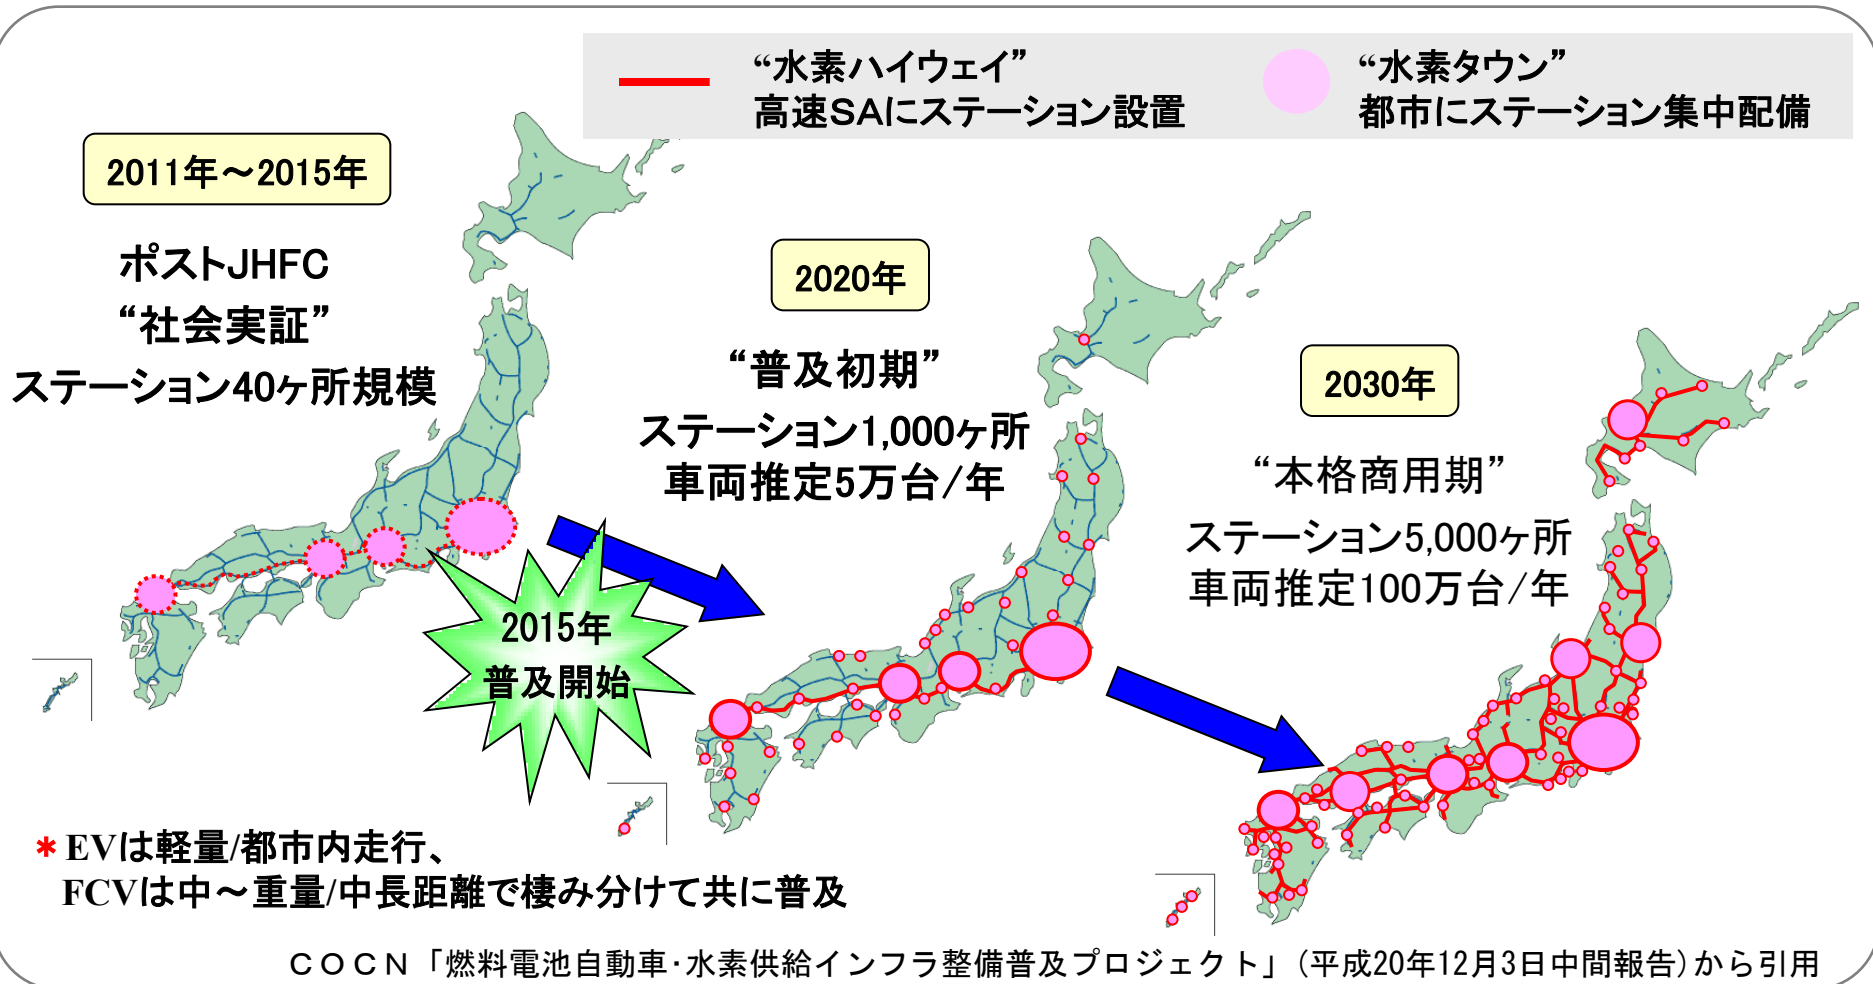 “水素ハイウェイ”
高速SAにステーション設置
“水素タウン”
都市にステーション集中配備
2011年～2015年
ポストJHFC
“社会実証”
ステーション40ヶ所規模
2020年
“普及初期”
ステーション1,000ヶ所
車両推定5万台/年
2030年
“本格商用期”
ステーション5,000ヶ所
車両推定100万台/年
2015年
普及開始
* EVは軽量/都市内走行、
FCVは中～重量/中長距離で棲み分けて共に普及
ＣＯＣＮ「燃料電池自動車･水素供給インフラ整備普及プロジェクト」(平成20年12月3日中間報告)から引用